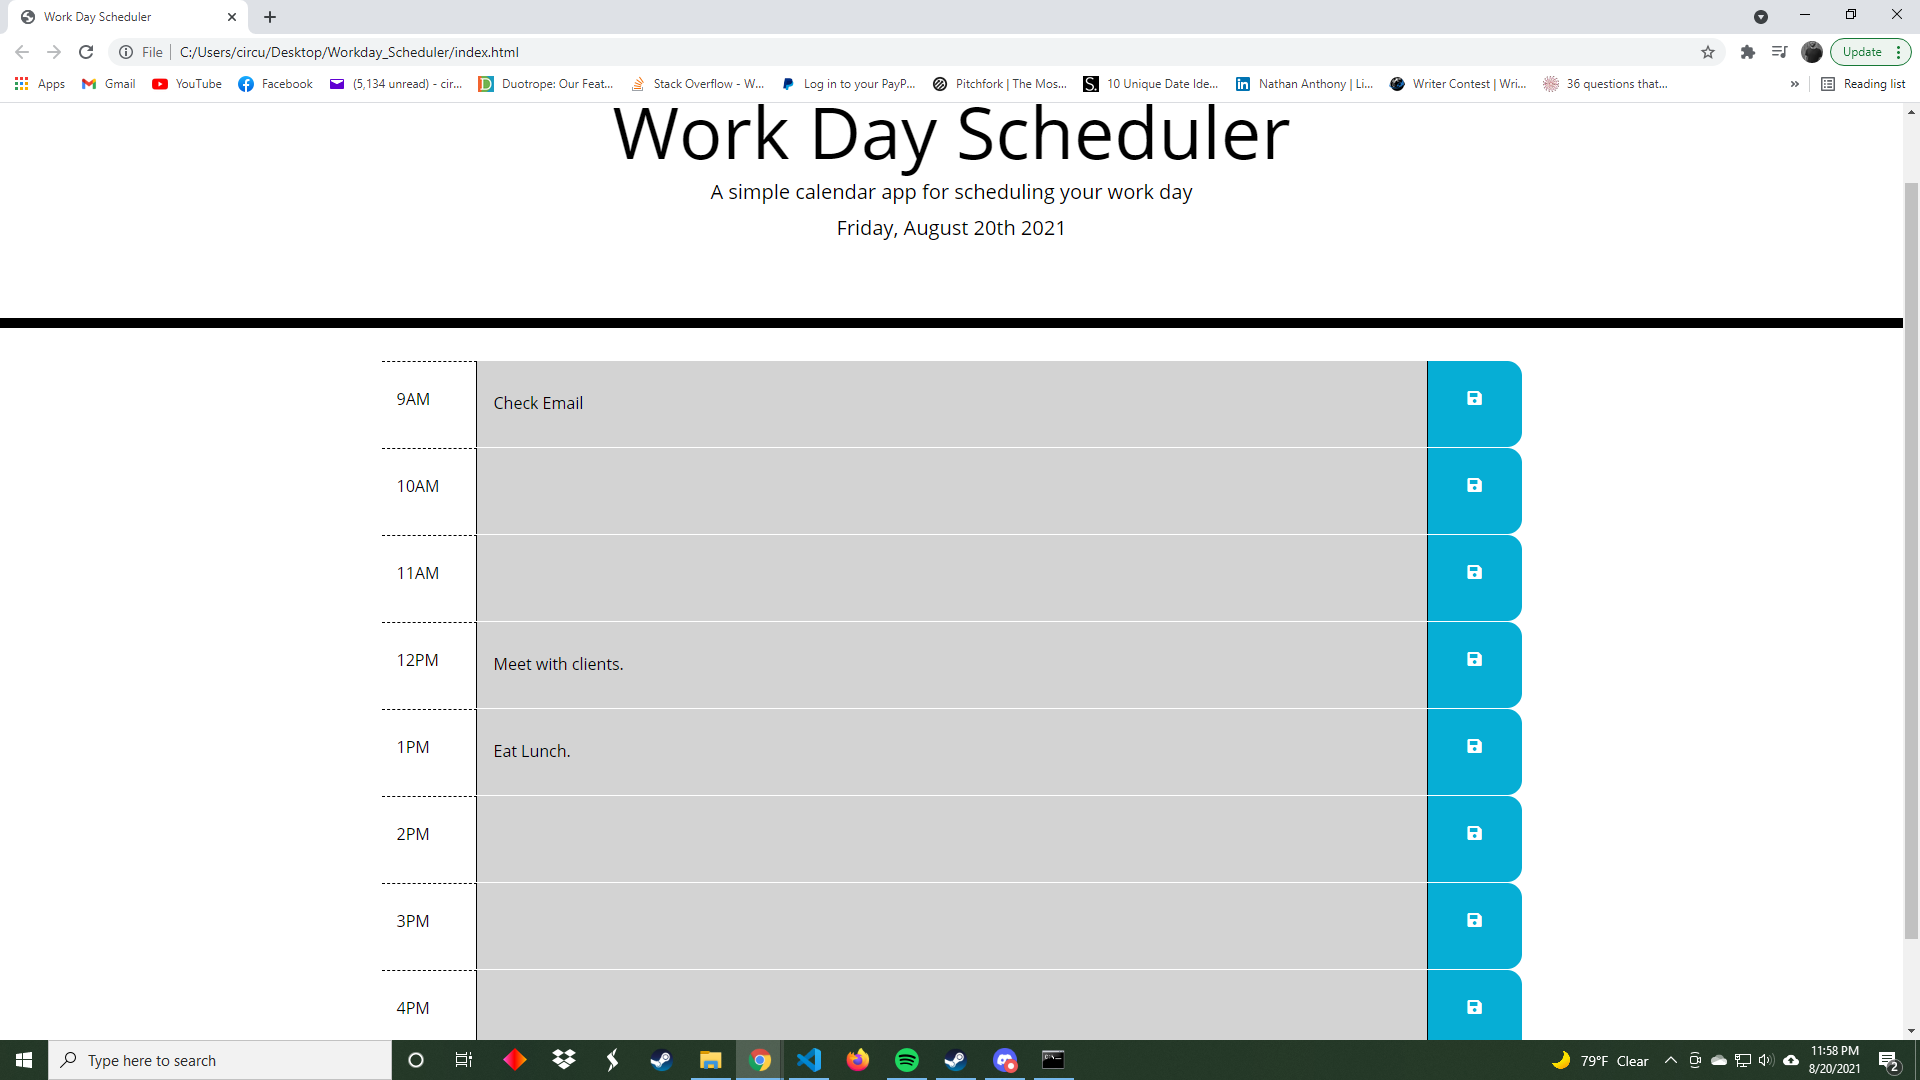 Work Day Scheduler
File C:/Users/circu/Desktop/Workday_Scheduler/index.html Update
Apps Gmail YouTube Facebook (5,134 unread) - cir... Duotrope: Our Feat... Stack Overflow - W... Log in to your PayP... Pitchfork | The Mos... S. 10 Unique Date Ide... Nathan Anthony | Li... Writer Contest | Wri... 36 questions that... » Reading list
Work Day Scheduler
A simple calendar app for scheduling your work day
Friday, August 20th 2021
9AM Check Email
10AM
11AM
12PM Meet with clients.
1PM Eat Lunch.
2PM
3PM
4PM
Type here to search 79°F Clear 11:58 PM
8/20/2021 2